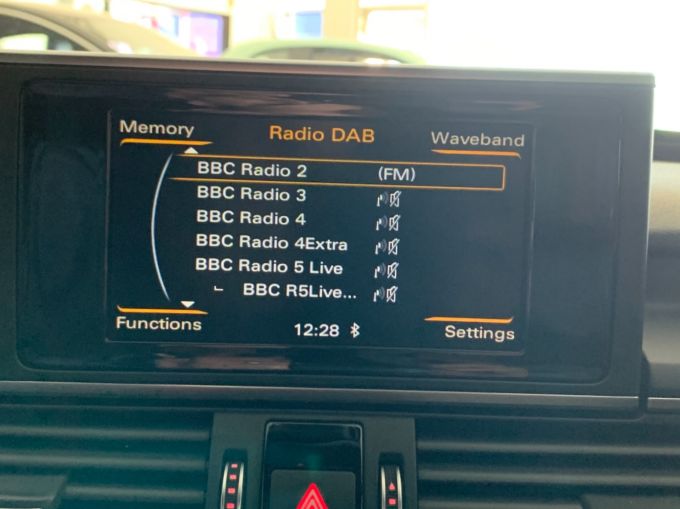 Memory
Radio DAB
Waveband
BBC Radio 2 (FM)
BBC Radio 3
BBC Radio 4
BBC Radio 4Extra
BBC Radio 5 Live
BBC R5Live...
Functions
12:28
Settings